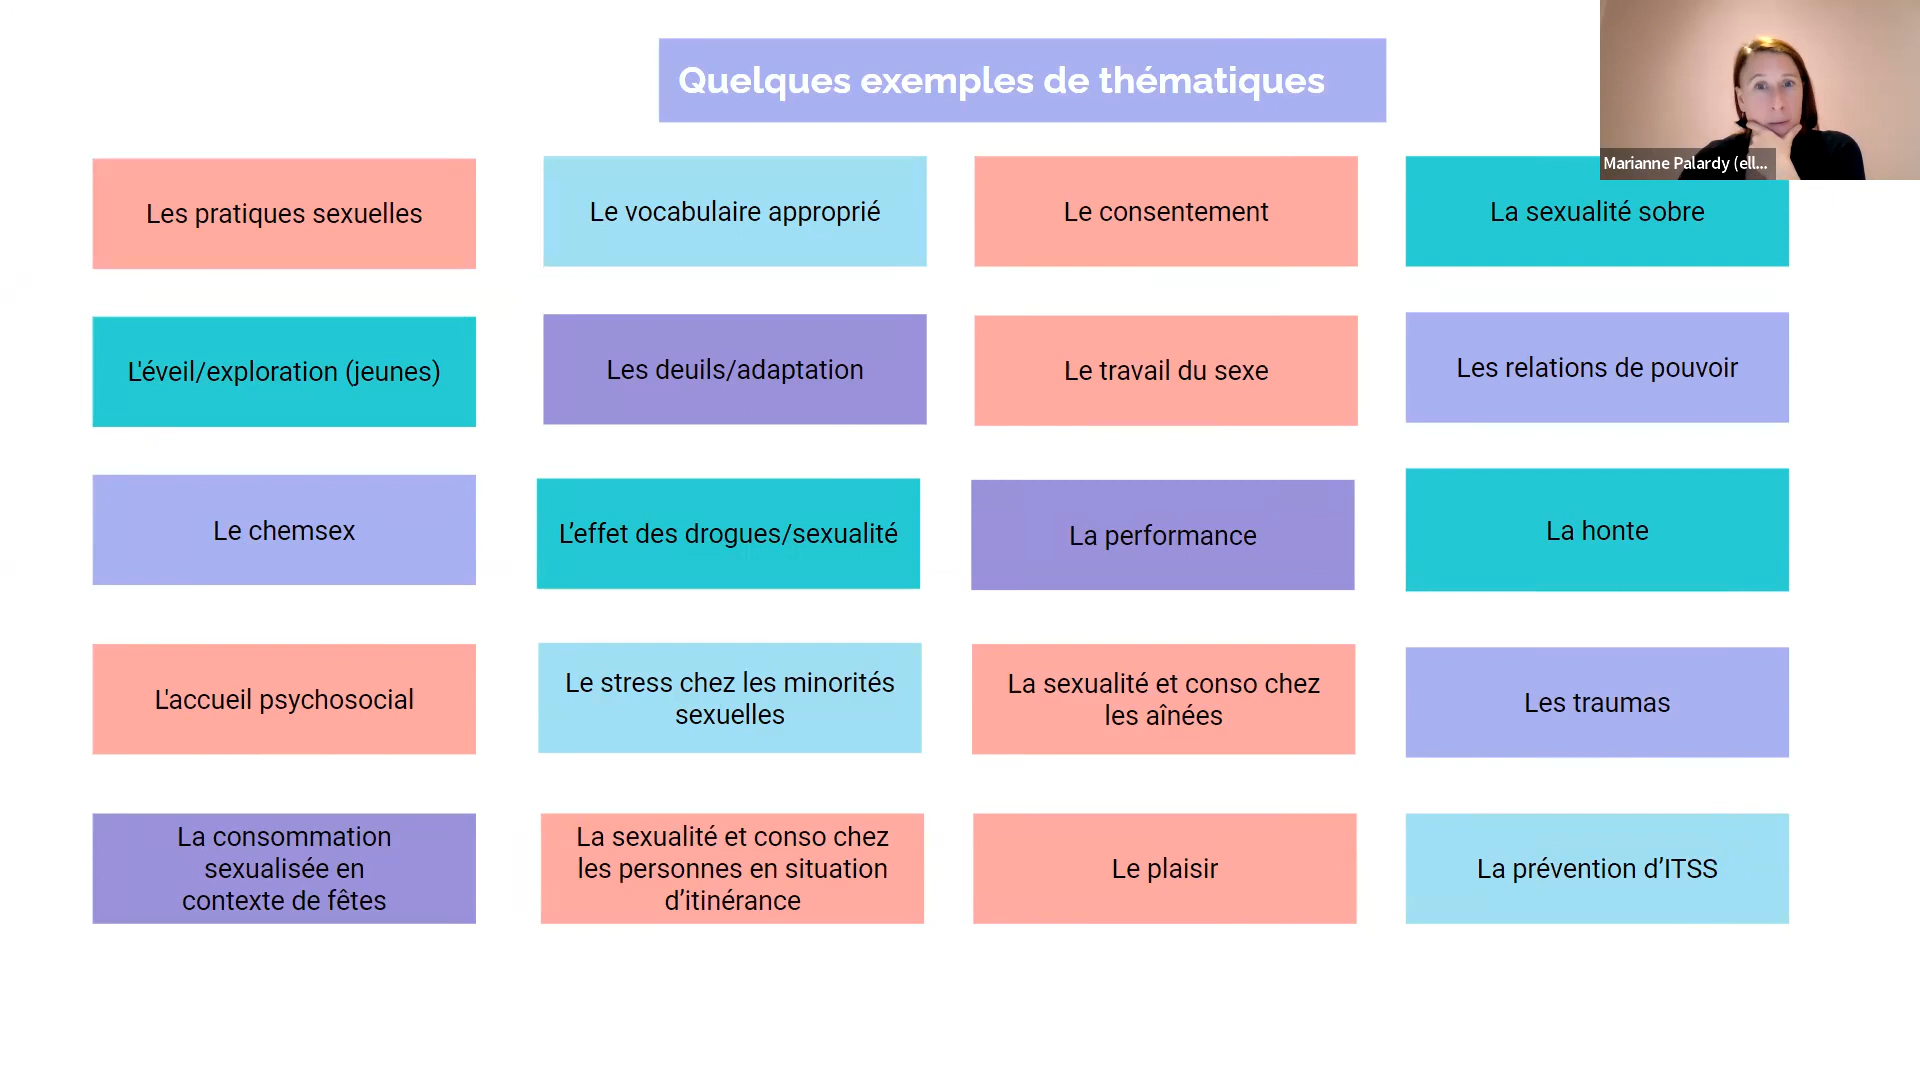 Quelques exemples de thématiques
Marianne Palardy (ell...
Les pratiques sexuelles
Le vocabulaire approprié
Le consentement
La sexualité sobre
L'éveil/exploration (jeunes)
Les deuils/adaptation
Le travail du sexe
Les relations de pouvoir
Le chemsex
L’effet des drogues/sexualité
La performance
La honte
L'accueil psychosocial
Le stress chez les minorités
sexuelles
La sexualité et conso chez
les aînées
Les traumas
La consommation
sexualisée en
contexte de fêtes
La sexualité et conso chez
les personnes en situation
d’itinérance
Le plaisir
La prévention d’ITSS